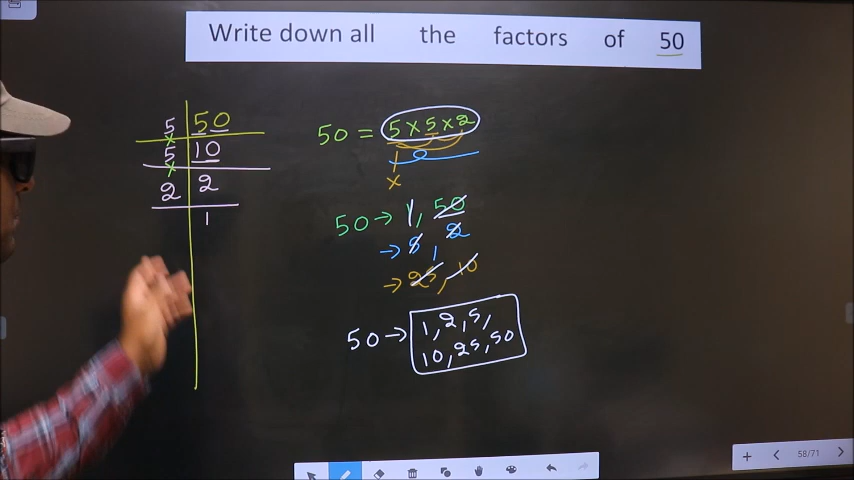 Write down all the factors of 50
5 50
5 10
2 2
1
50 = 5 × 5 × 2
×
50 → 1, 50
→ 5, 2
→ 25, 10
50 → 1, 2, 5,
10, 25, 50
58/71